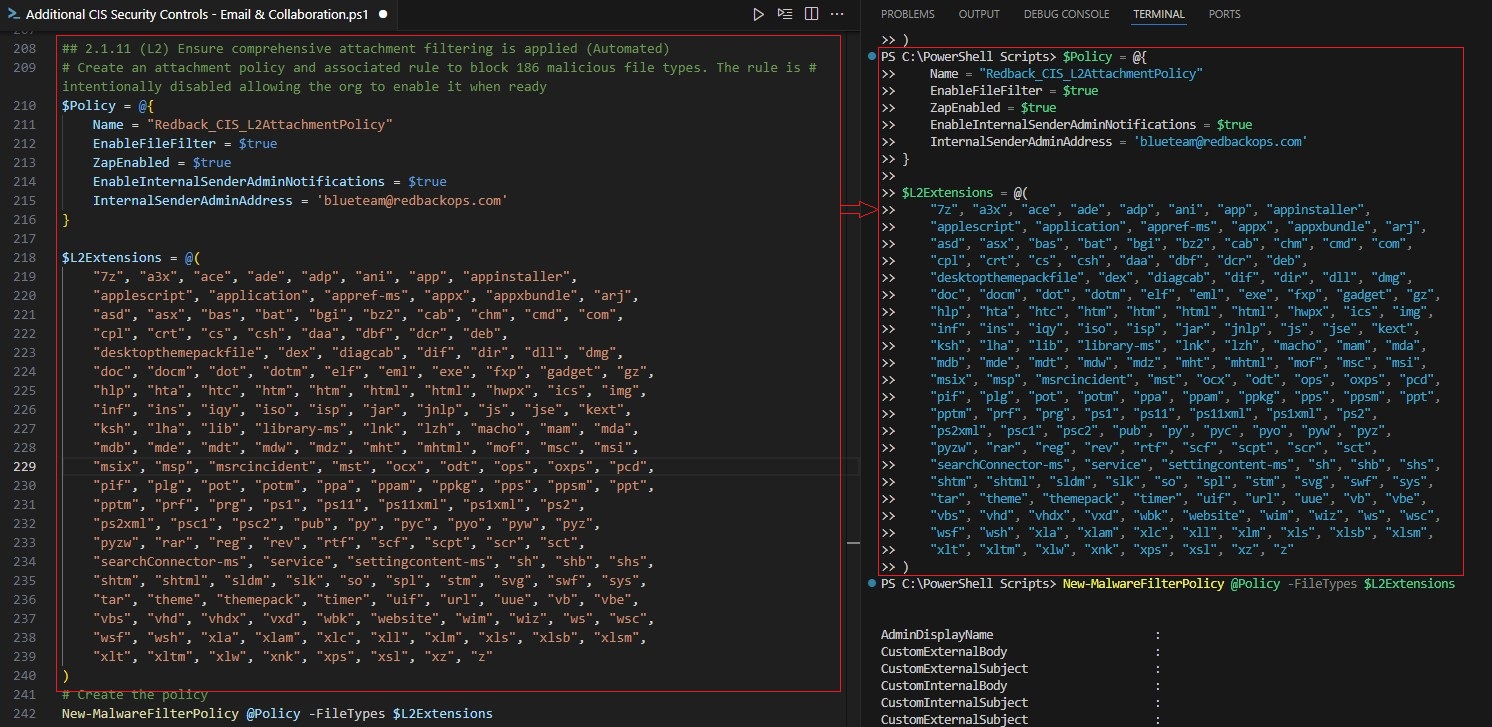 Additional CIS Security Controls - Email & Collaboration.ps1
208 ## 2.1.11 (L2) Ensure comprehensive attachment filtering is applied (Automated)
209 # Create an attachment policy and associated rule to block 186 malicious file types. The rule is #
intentionally disabled allowing the org to enable it when ready
210 $Policy = @{
211 Name = "Redback_CIS_L2AttachmentPolicy"
212 EnableFileFilter = $true
213 ZapEnabled = $true
214 EnableInternalSenderAdminNotifications = $true
215 InternalSenderAdminAddress = 'blueteam@redbackops.com'
216 }
217
218 $L2Extensions = @(
219 "7z", "a3x", "ace", "ade", "adp", "ani", "app", "appinstaller",
220 "applescript", "application", "appref-ms", "appx", "appxbundle", "arj",
221 "asd", "asx", "bas", "bat", "bgi", "bz2", "cab", "chm", "cmd", "com",
222 "cpl", "crt", "cs", "csh", "daa", "dbf", "dcr", "deb",
223 "desktopthemepackfile", "dex", "diagcab", "dif", "dir", "dll", "dmg",
224 "doc", "docm", "dot", "dotm", "elf", "eml", "exe", "fxp", "gadget", "gz",
225 "hlp", "hta", "htc", "htm", "htm", "html", "html", "hwpx", "ics", "img",
226 "inf", "ins", "iqy", "iso", "isp", "jar", "jnlp", "js", "jse", "kext",
227 "ksh", "lha", "lib", "library-ms", "lnk", "lzh", "macho", "mam", "mda",
228 "mdb", "mde", "mdt", "mdw", "mdz", "mht", "mhtml", "mof", "msc", "msi",
229 "msix", "msp", "msrcincident", "mst", "ocx", "odt", "ops", "oxps", "pcd",
230 "pif", "plg", "pot", "potm", "ppa", "ppam", "ppkg", "pps", "ppsm", "ppt",
231 "pptm", "prf", "prg", "ps1", "ps11", "ps11xml", "ps1xml", "ps2",
232 "ps2xml", "psc1", "psc2", "pub", "py", "pyc", "pyo", "pyw", "pyz",
233 "pyzw", "rar", "reg", "rev", "rtf", "scf", "scpt", "scr", "sct",
234 "searchConnector-ms", "service", "settingcontent-ms", "sh", "shb", "shs",
235 "shtm", "shtml", "sldm", "slk", "so", "spl", "stm", "svg", "swf", "sys",
236 "tar", "theme", "themepack", "timer", "uif", "url", "uue", "vb", "vbe",
237 "vbs", "vhd", "vhdx", "vxd", "wbk", "website", "wim", "wiz", "ws", "wsc",
238 "wsf", "wsh", "xla", "xlam", "xlc", "xll", "xlm", "xls", "xlsb", "xlsm",
239 "xlt", "xltm", "xlw", "xnk", "xps", "xsl", "xz", "z"
240 )
241 # Create the policy
242 New-MalwareFilterPolicy @Policy -FileTypes $L2Extensions
PROBLEMS OUTPUT DEBUG CONSOLE TERMINAL PORTS
>> )
PS C:\PowerShell Scripts> $Policy = @{
>> Name = "Redback_CIS_L2AttachmentPolicy"
>> EnableFileFilter = $true
>> ZapEnabled = $true
>> EnableInternalSenderAdminNotifications = $true
>> InternalSenderAdminAddress = 'blueteam@redbackops.com'
>> }
>>
>> $L2Extensions = @(
>> "7z", "a3x", "ace", "ade", "adp", "ani", "app", "appinstaller",
>> "applescript", "application", "appref-ms", "appx", "appxbundle", "arj",
>> "asd", "asx", "bas", "bat", "bgi", "bz2", "cab", "chm", "cmd", "com",
>> "cpl", "crt", "cs", "csh", "daa", "dbf", "dcr", "deb",
>> "desktopthemepackfile", "dex", "diagcab", "dif", "dir", "dll", "dmg",
>> "doc", "docm", "dot", "dotm", "elf", "eml", "exe", "fxp", "gadget", "gz",
>> "hlp", "hta", "htc", "htm", "htm", "html", "html", "hwpx", "ics", "img",
>> "inf", "ins", "iqy", "iso", "isp", "jar", "jnlp", "js", "jse", "kext",
>> "ksh", "lha", "lib", "library-ms", "lnk", "lzh", "macho", "mam", "mda",
>> "mdb", "mde", "mdt", "mdw", "mdz", "mht", "mhtml", "mof", "msc", "msi",
>> "msix", "msp", "msrcincident", "mst", "ocx", "odt", "ops", "oxps", "pcd",
>> "pif", "plg", "pot", "potm", "ppa", "ppam", "ppkg", "pps", "ppsm", "ppt",
>> "pptm", "prf", "prg", "ps1", "ps11", "ps11xml", "ps1xml", "ps2",
>> "ps2xml", "psc1", "psc2", "pub", "py", "pyc", "pyo", "pyw", "pyz",
>> "pyzw", "rar", "reg", "rev", "rtf", "scf", "scpt", "scr", "sct",
>> "searchConnector-ms", "service", "settingcontent-ms", "sh", "shb", "shs",
>> "shtm", "shtml", "sldm", "slk", "so", "spl", "stm", "svg", "swf", "sys",
>> "tar", "theme", "themepack", "timer", "uif", "url", "uue", "vb", "vbe",
>> "vbs", "vhd", "vhdx", "vxd", "wbk", "website", "wim", "wiz", "ws", "wsc",
>> "wsf", "wsh", "xla", "xlam", "xlc", "xll", "xlm", "xls", "xlsb", "xlsm",
>> "xlt", "xltm", "xlw", "xnk", "xps", "xsl", "xz", "z"
>> )
PS C:\PowerShell Scripts> New-MalwareFilterPolicy @Policy -FileTypes $L2Extensions
AdminDisplayName :
CustomExternalBody :
CustomExternalSubject :
CustomInternalBody :
CustomInternalSubject :
CustomExternalSubject :